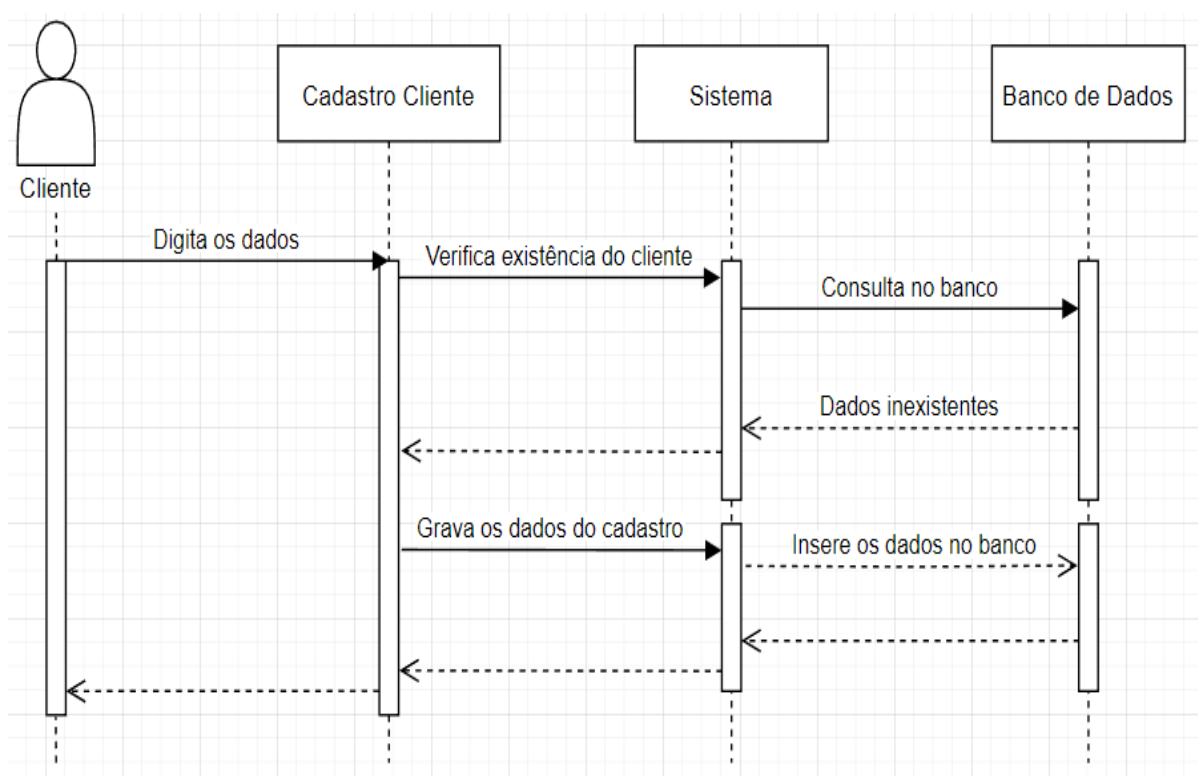 Cadastro Cliente
Sistema
Banco de Dados
Cliente
Digita os dados
Verifica existência do cliente
Consulta no banco
Dados inexistentes
Grava os dados do cadastro
Insere os dados no banco